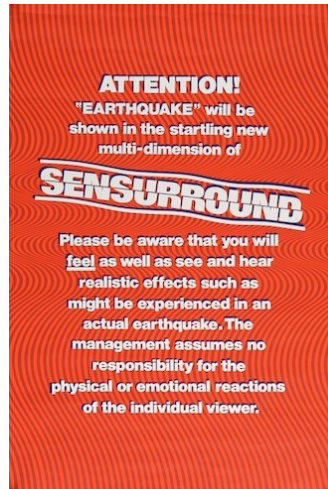 ATTENTION!
"EARTHQUAKE" will be
shown in the startling new
multi-dimension of
SENSURROUND
Please be aware that you will
feel as well as see and hear
realistic effects such as
might be experienced in an
actual earthquake. The
management assumes no
responsibility for the
physical or emotional reactions
of the individual viewer.